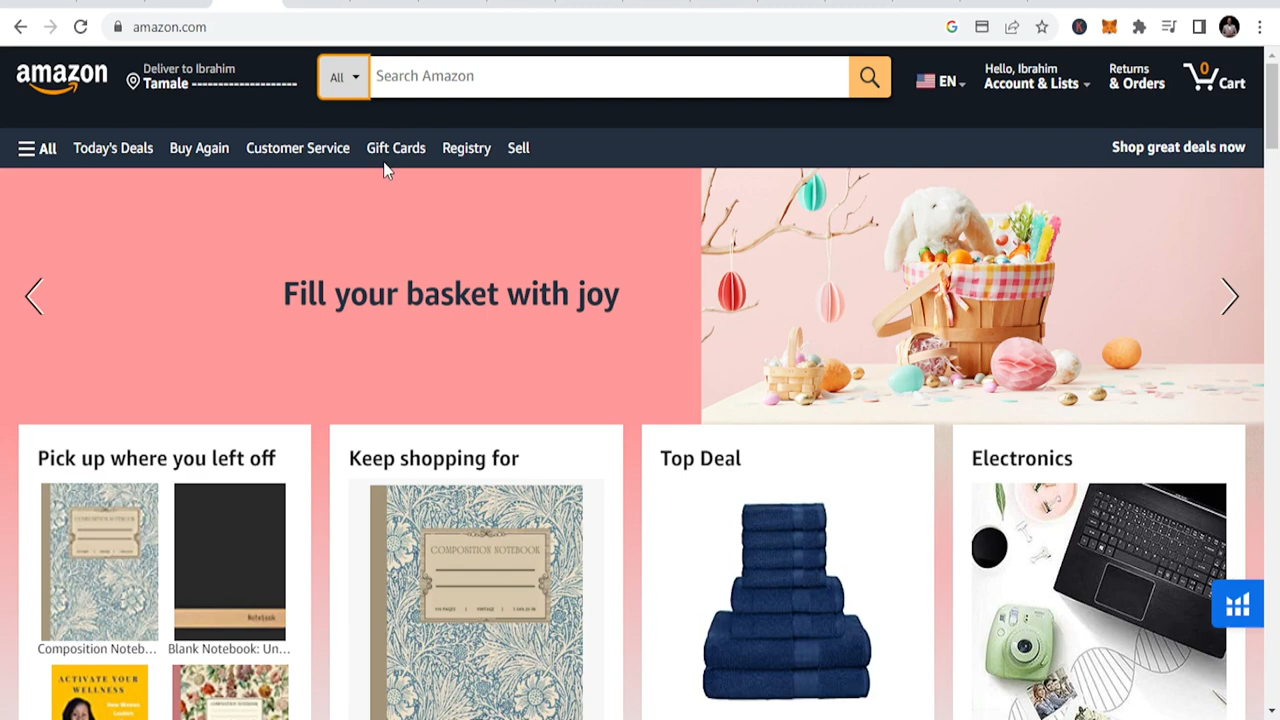 amazon.com
amazon
Deliver to Ibrahim
Tamale ------------------
All
Search Amazon
EN
Hello, Ibrahim
Account & Lists
Returns
& Orders
0
Cart
All
Today's Deals
Buy Again
Customer Service
Gift Cards
Registry
Sell
Shop great deals now
Fill your basket with joy
Pick up where you left off
Keep shopping for
Top Deal
Electronics
COMPOSITION NOTEBOOK
Notebook
COMPOSITION NOTEBOOK
Composition Noteb...
Blank Notebook: Un...
ACTIVATE YOUR
WELLNESS